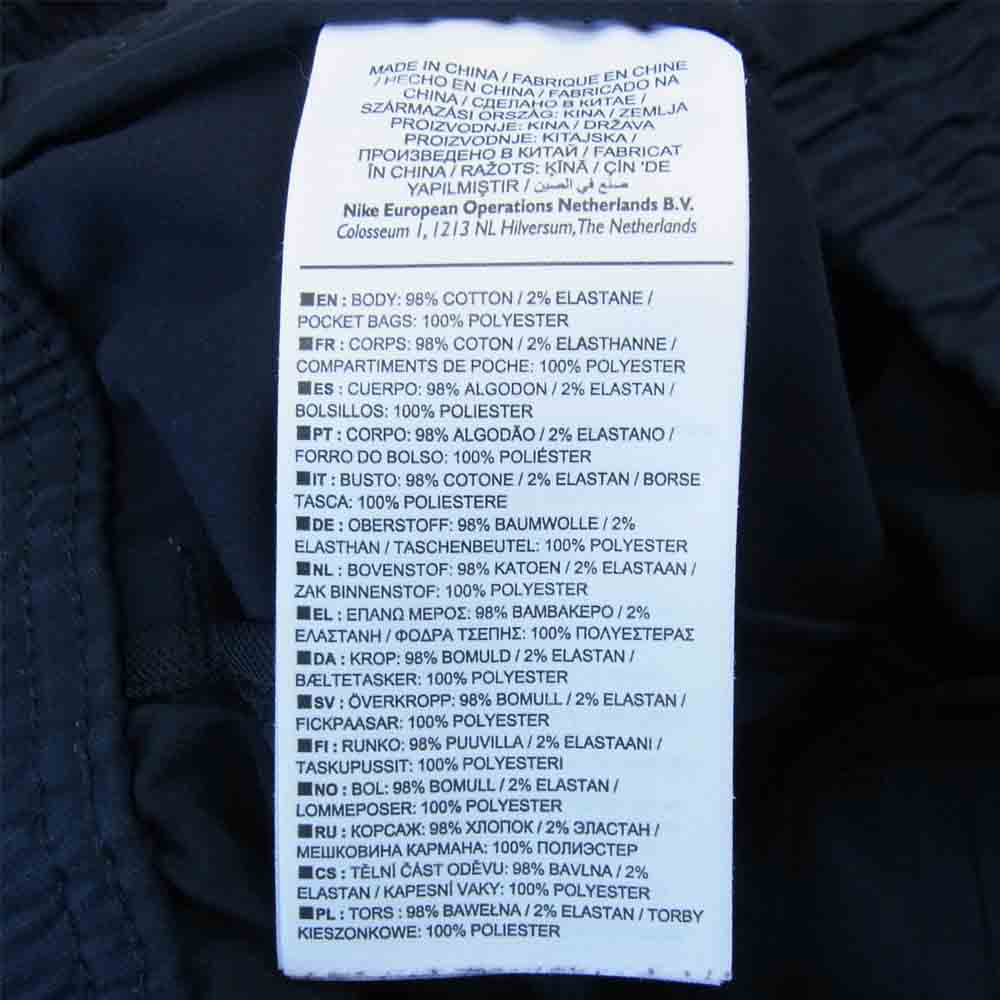 MADE IN CHINA / FABRIQUE EN CHINE
/ HECHO EN CHINA / FABRICADO NA
CHINA / СДЕЛАНО В КИТАЕ /
SZÁRMAZÁSI ORSZÁG: KÍNA / ZEMLJA
PROIZVODNJE: KINA / DRŽAVA
PROIZVODNJE: KITAJSKA /
ПРОИЗВЕДЕНО В КИТАЙ / FABRICAT
ÎN CHINA / RAŽOTS: ĶĪNĀ / ÇİN 'DE
YAPILMIŞTIR / صنع في الصين
Nike European Operations Netherlands B.V.
Colosseum 1, 1213 NL Hilversum, The Netherlands
■EN : BODY: 98% COTTON / 2% ELASTANE /
POCKET BAGS: 100% POLYESTER
■FR : CORPS: 98% COTON / 2% ELASTHANNE /
COMPARTIMENTS DE POCHE: 100% POLYESTER
■ES : CUERPO: 98% ALGODON / 2% ELASTAN /
BOLSILLOS: 100% POLIESTER
■PT : CORPO: 98% ALGODÃO / 2% ELASTANO /
FORRO DO BOLSO: 100% POLIÉSTER
■IT : BUSTO: 98% COTONE / 2% ELASTAN / BORSE
TASCA: 100% POLIESTERE
■DE : OBERSTOFF: 98% BAUMWOLLE / 2%
ELASTHAN / TASCHENBEUTEL: 100% POLYESTER
■NL : BOVENSTOF: 98% KATOEN / 2% ELASTAAN /
ZAK BINNENSTOF: 100% POLYESTER
■EL : ΕΠΑΝΩ ΜΕΡΟΣ: 98% ΒΑΜΒΑΚΕΡΟ / 2%
ΕΛΑΣΤΑΝΗ / ΦΟΔΡΑ ΤΣΕΠΗΣ: 100% ΠΟΛΥΕΣΤΕΡΑΣ
■DA : KROP: 98% BOMULD / 2% ELASTAN /
BÆLTETASKER: 100% POLYESTER
■SV : ÖVERKROPP: 98% BOMULL / 2% ELASTAN /
FICKPAASAR: 100% POLYESTER
■FI : RUNKO: 98% PUUVILLA / 2% ELASTAANI /
TASKUPUSSIT: 100% POLYESTERI
■NO : BOL: 98% BOMULL / 2% ELASTAN /
LOMMEPOSER: 100% POLYESTER
■RU : КОРСАЖ: 98% ХЛОПОК / 2% ЭЛАСТАН /
МЕШКОВИНА КАРМАНА: 100% ПОЛИЭСТЕР
■CS : TĚLNÍ ČÁST ODĚVU: 98% BAVLNA / 2%
ELASTAN / KAPESNÍ VAKY: 100% POLYESTER
■PL : TORS : 98% BAWEŁNA / 2% ELASTAN / TORBY
KIESZONKOWE: 100% POLIESTER